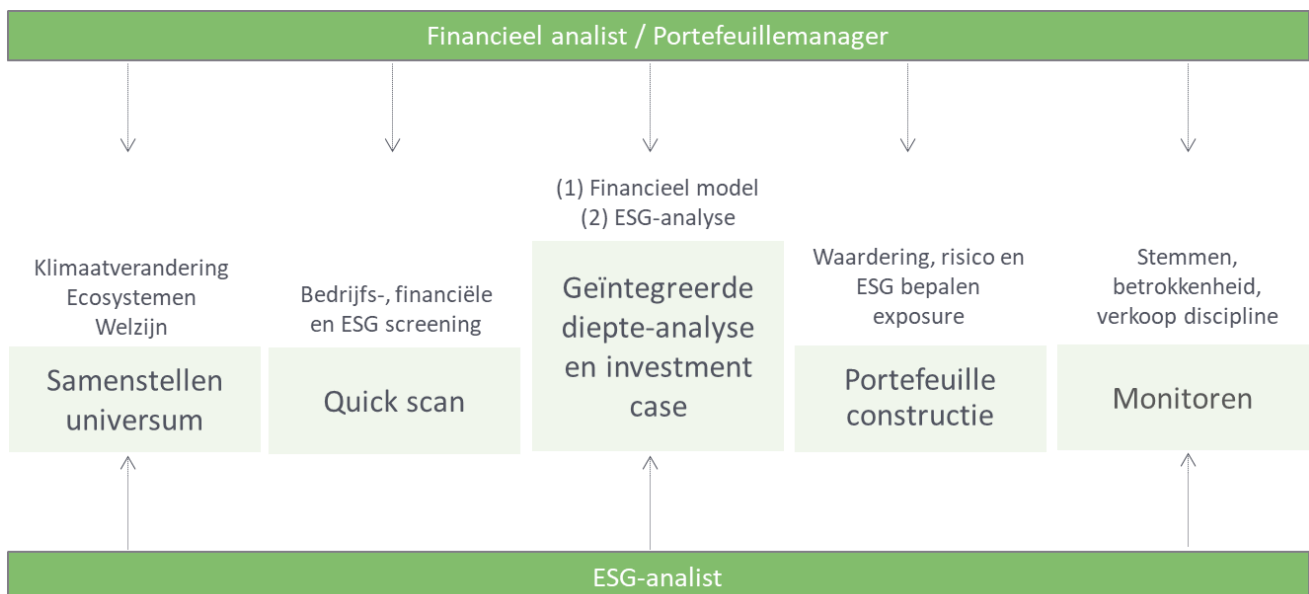 Financieel analist / Portefeuillemanager
Klimaatverandering
Ecosystemen
Welzijn
Samenstellen
universum
Bedrijfs-, financiële
en ESG screening
Quick scan
(1) Financieel model
(2) ESG-analyse
Geïntegreerde
diepte-analyse
en investment
case
Waardering, risico en
ESG bepalen
exposure
Portefeuille
constructie
Stemmen,
betrokkenheid,
verkoop discipline
Monitoren
ESG-analist